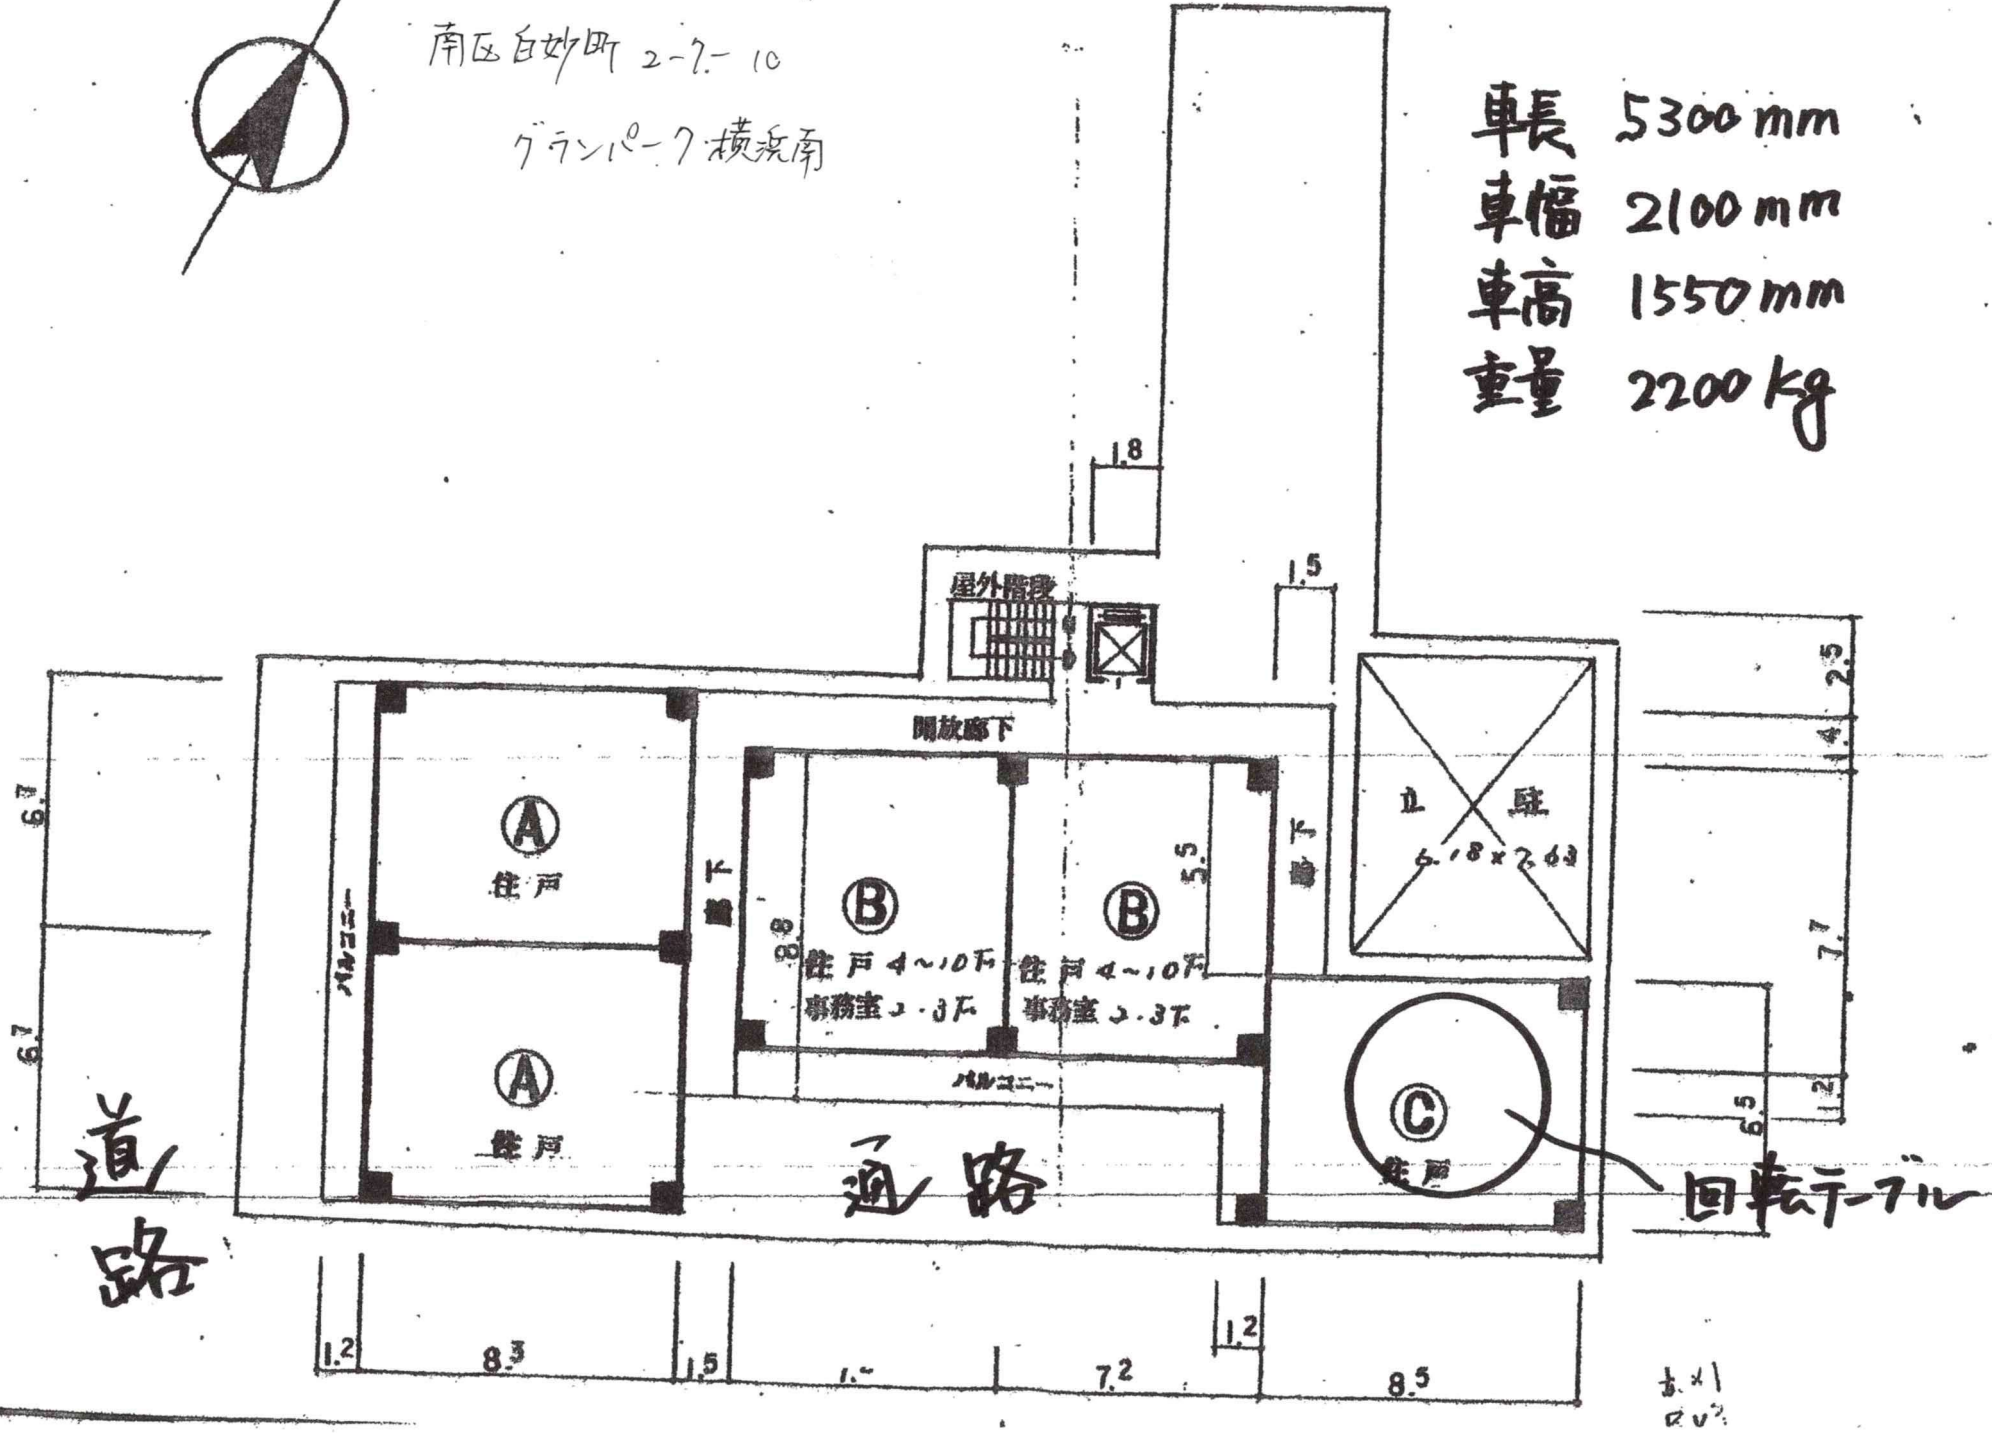 南区白妙町 2-7-10
グランパーク横浜南
車長 5300mm
車幅 2100mm
車高 1550mm
重量 2200kg
1.8
1.5
屋外階段
開放廊下
2.5
1.4
7.7
1.2
6.5
6.7
6.7
バルコニー
A
住戸
A
住戸
廊下
8.8
B
住戸 4~10F
事務室 2.3F
B
住戸 4~10F
事務室 2.3F
5.5
廊下
立駐
バルコニー
C
住戸
回転テーブル
通路
道路
1.2
8.3
1.5
7.2
1.2
8.5